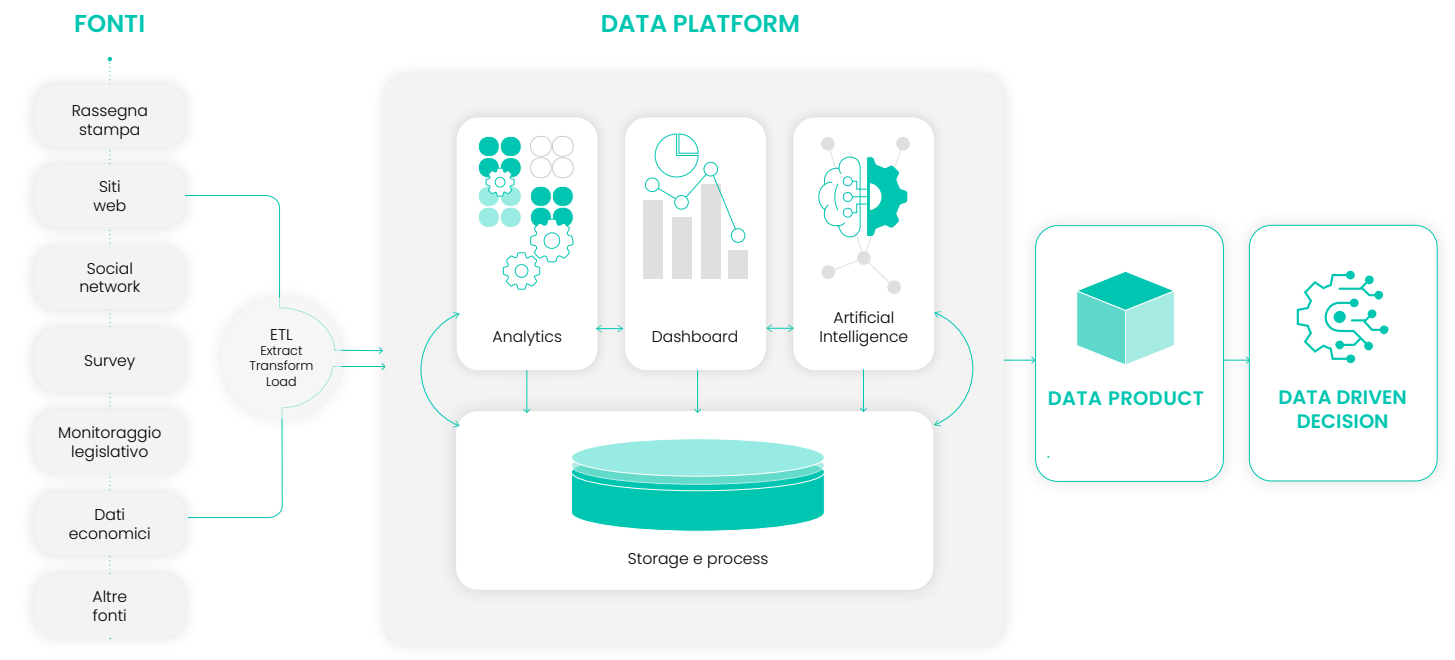 FONTI
DATA PLATFORM
Rassegna
stampa
Siti
web
Social
network
Survey
Monitoraggio
legislativo
Dati
economici
Altre
fonti
ETL
Extract
Transform
Load
Analytics
Dashboard
Artificial
Intelligence
Storage e process
DATA PRODUCT
DATA DRIVEN
DECISION